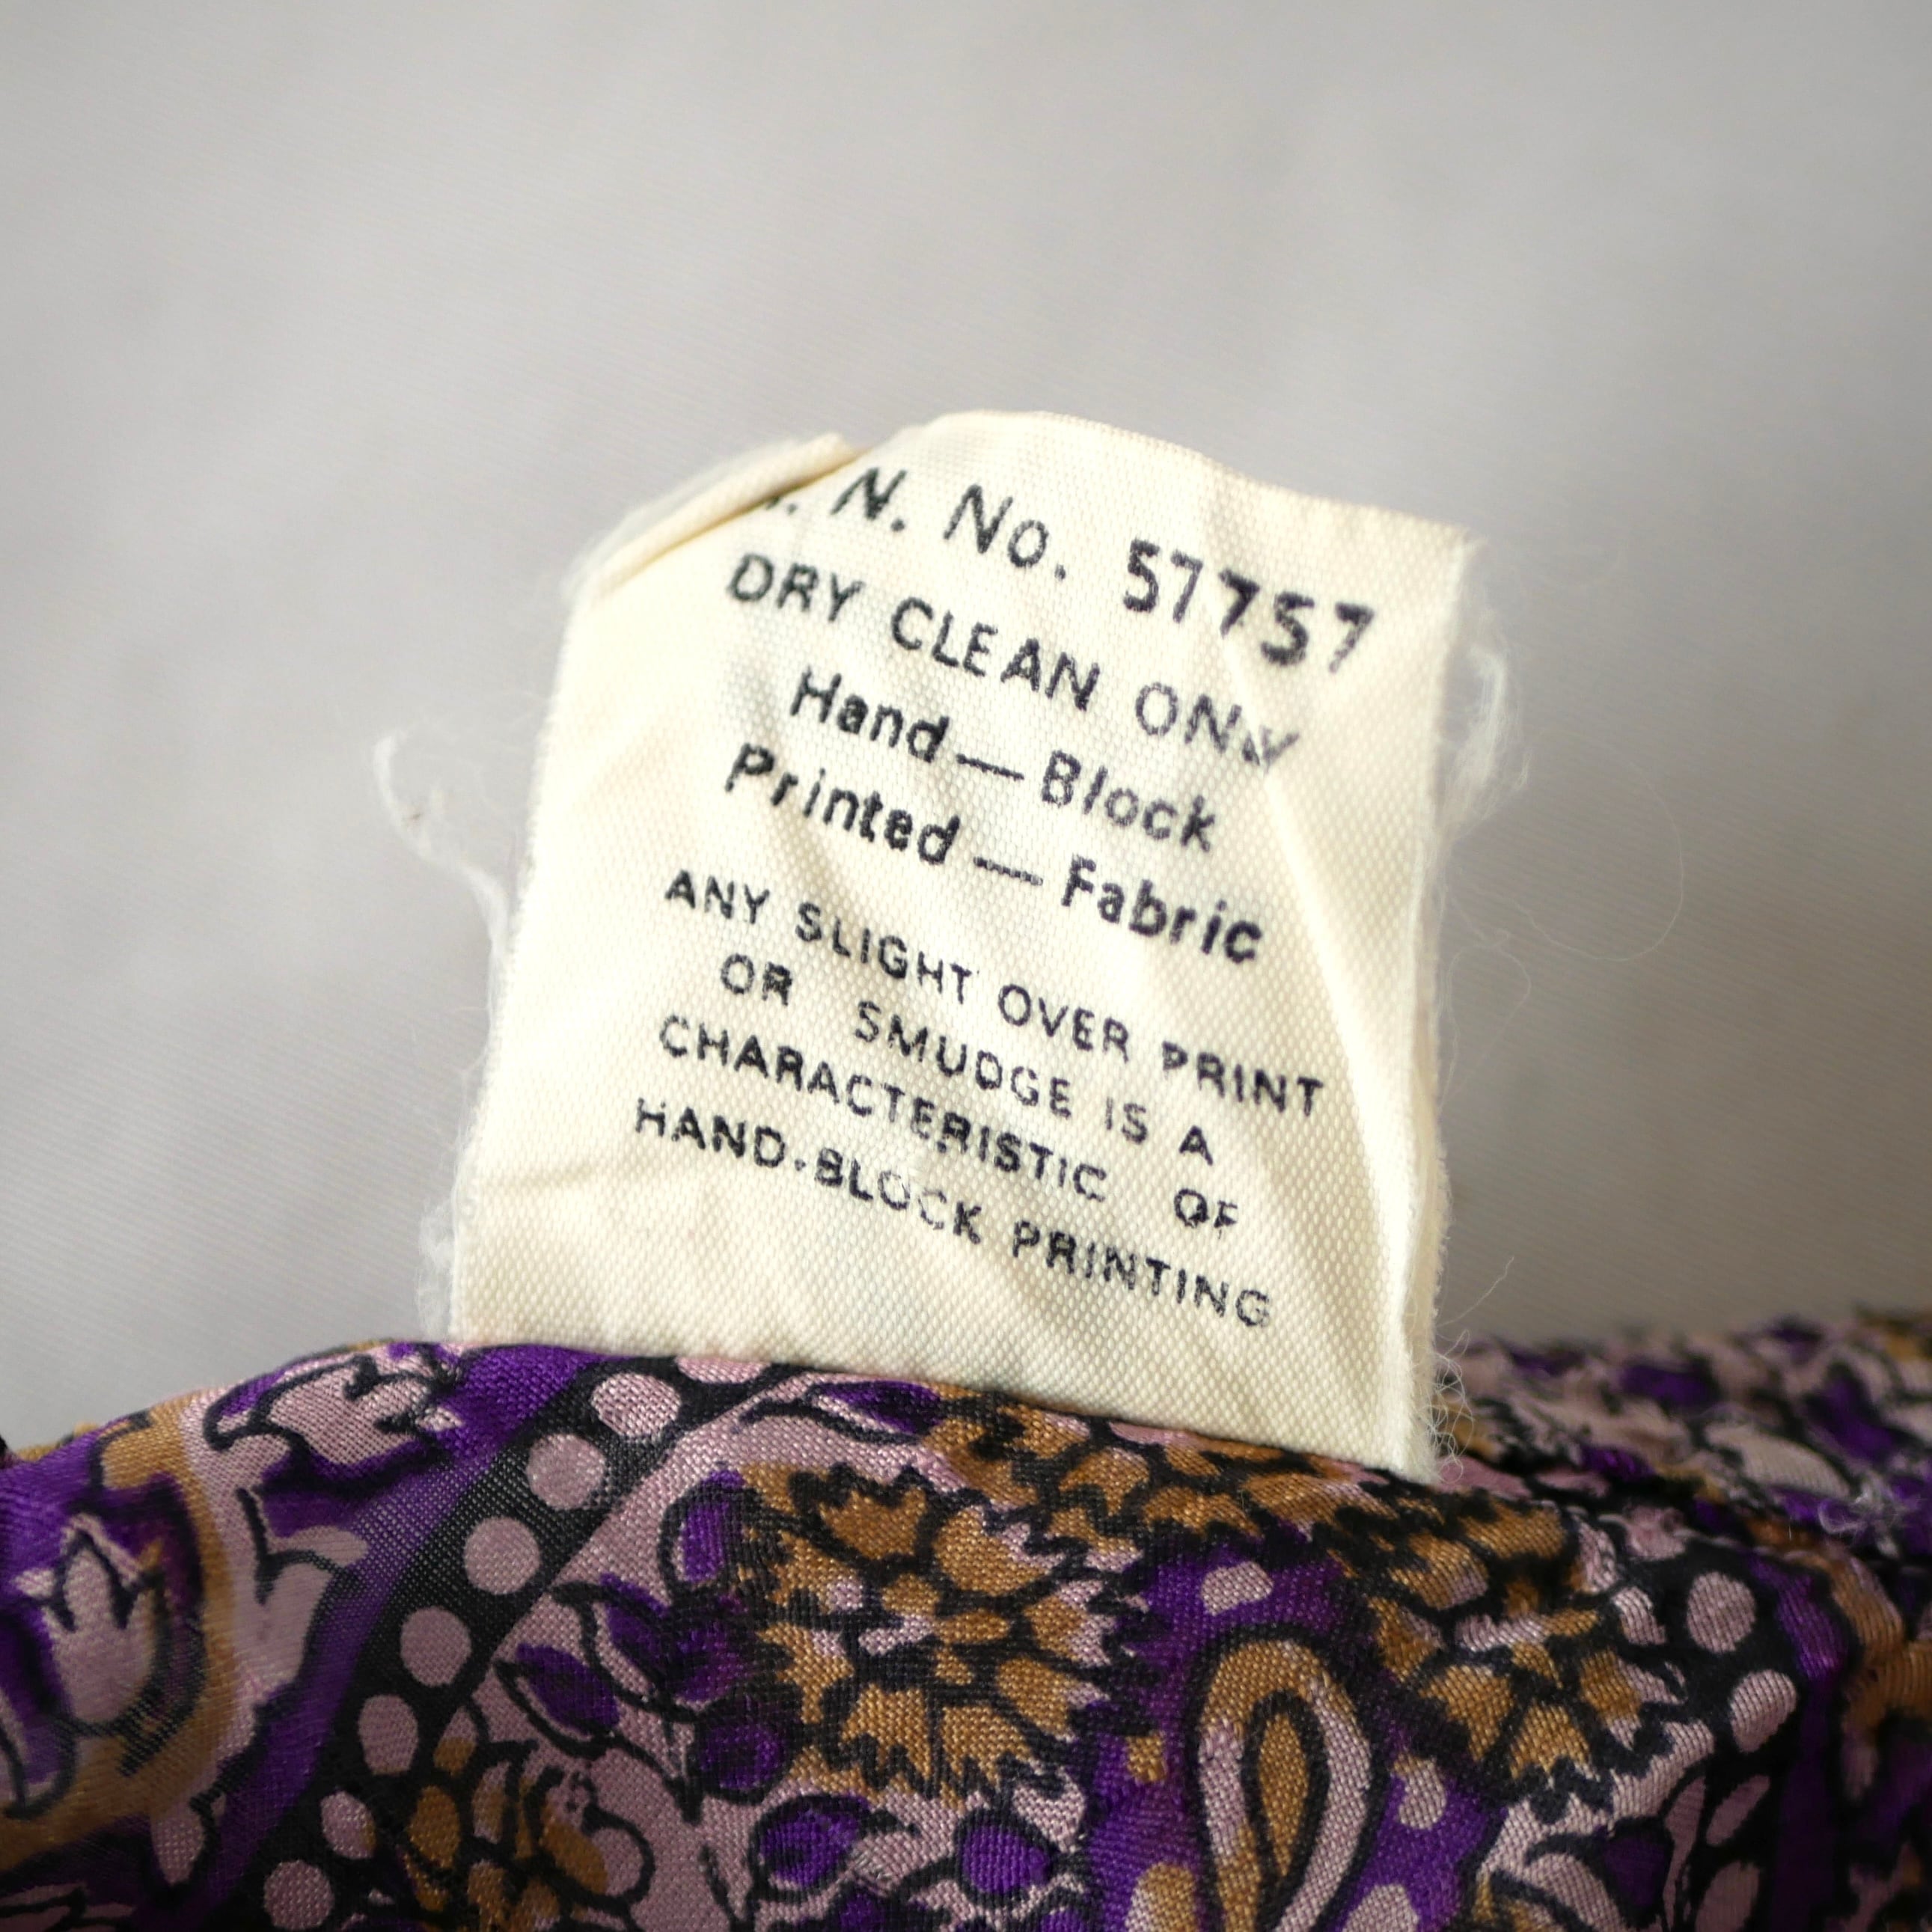 . N. No. 57757
DRY CLEAN ONLY
Hand—Block
Printed—Fabric
ANY SLIGHT OVER PRINT
OR SMUDGE IS A
CHARACTERISTIC OF
HAND-BLOCK PRINTING